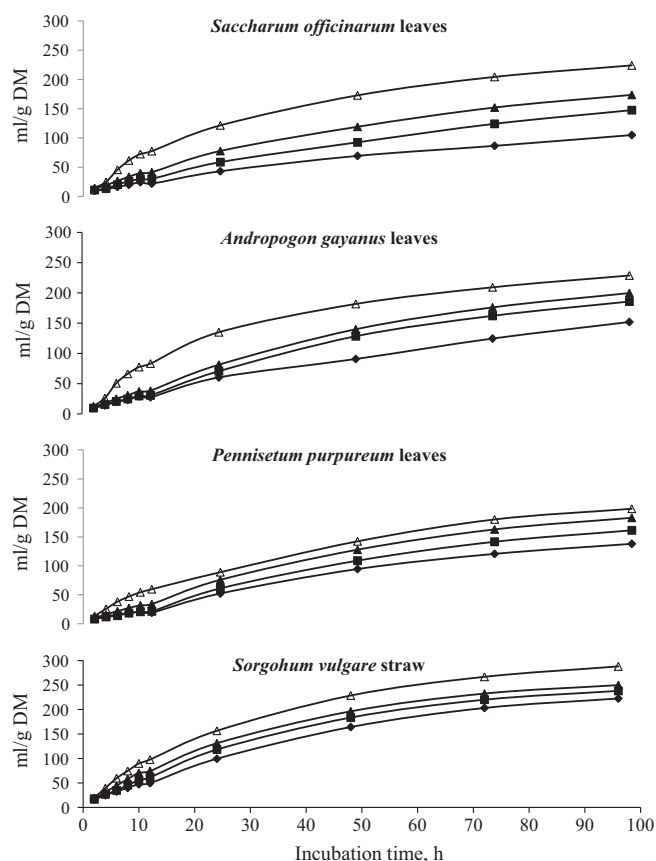 Saccharum officinarum leaves
ml/g DM
300
250
200
150
100
50
0
Andropogon gayanus leaves
ml/g DM
300
250
200
150
100
50
0
Pennisetum purpureum leaves
ml/g DM
300
250
200
150
100
50
0
Sorgohum vulgare straw
ml/g DM
300
250
200
150
100
50
0
0 10 20 30 40 50 60 70 80 90 100
Incubation time, h